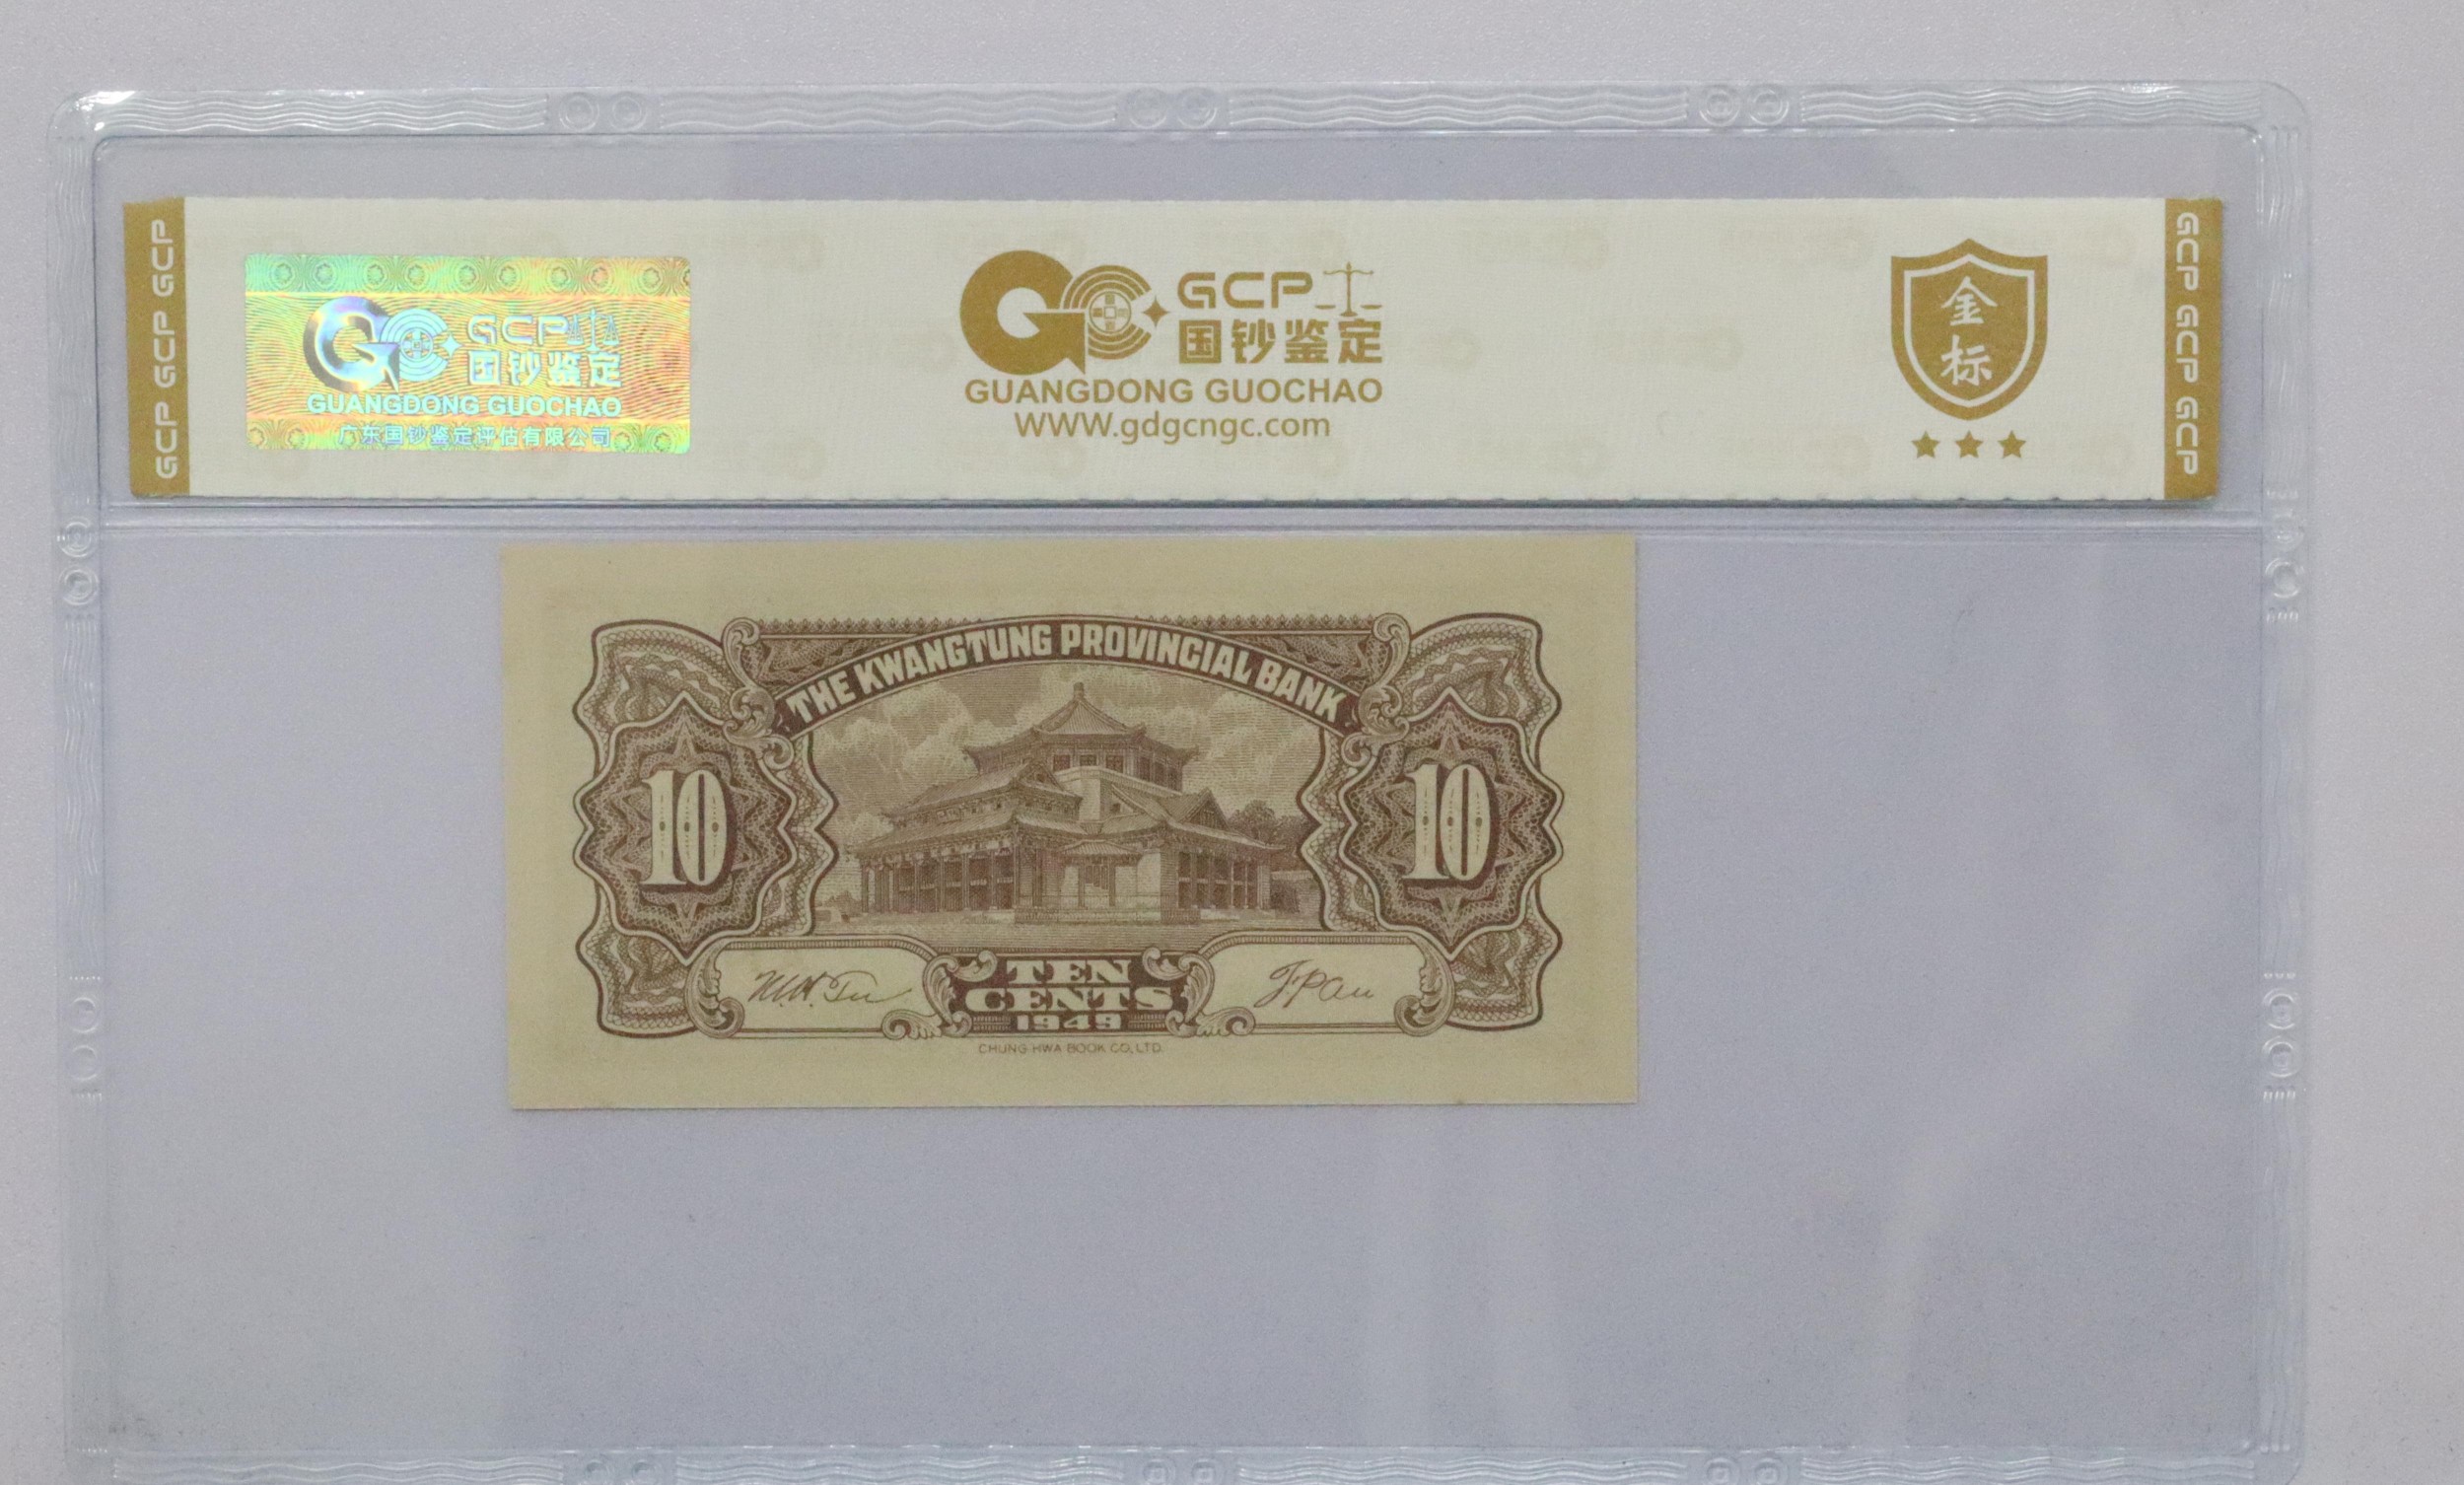 GCP GCP GCP
GCP
国钞鉴定
GUANGDONG GUOCHAO
广东国钞鉴定评估有限公司
GCP
国钞鉴定
GUANGDONG GUOCHAO
WWW.gdgcngc.com
金
标
GCP GCP GCP
THE KWANGTUNG PROVINCIAL BANK
10
10
TEN
CENTS
1949
CHUNG HWA BOOK CO., LTD.